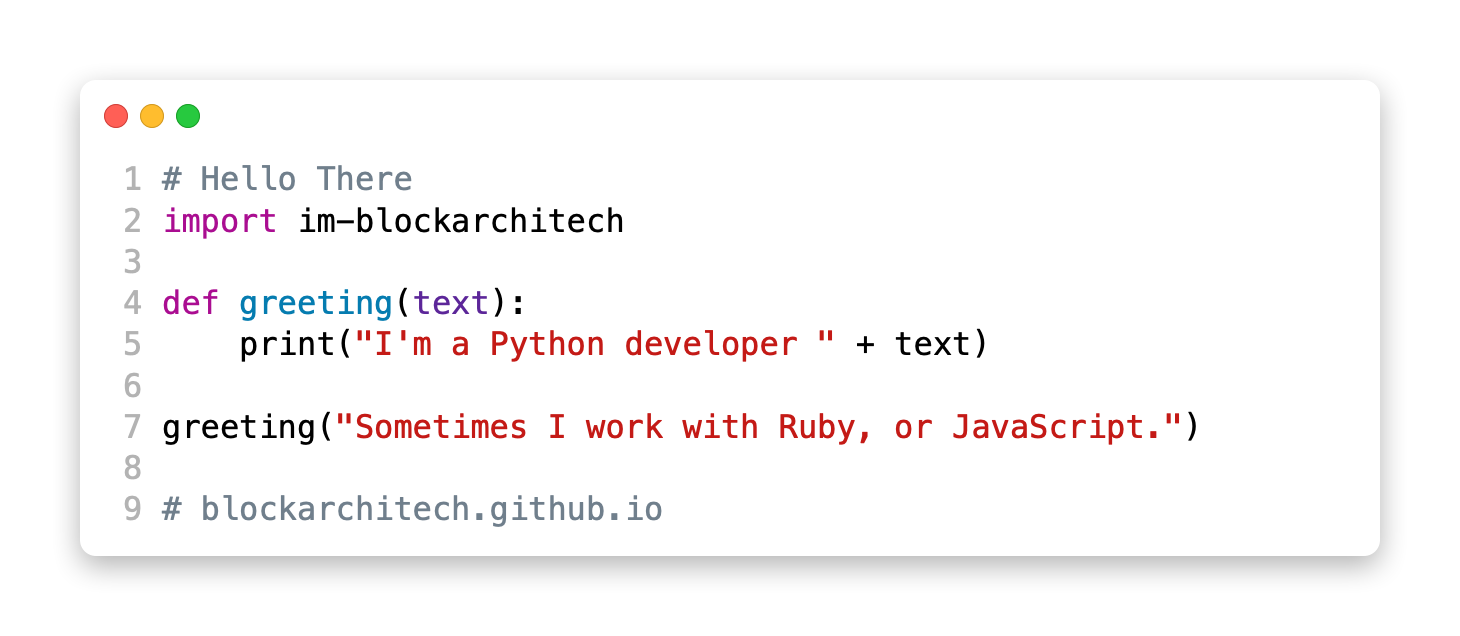 1 # Hello There
2 import im-blockarchitech
3
4 def greeting(text):
5     print("I'm a Python developer " + text)
6
7 greeting("Sometimes I work with Ruby, or JavaScript.")
8
9 # blockarchitech.github.io